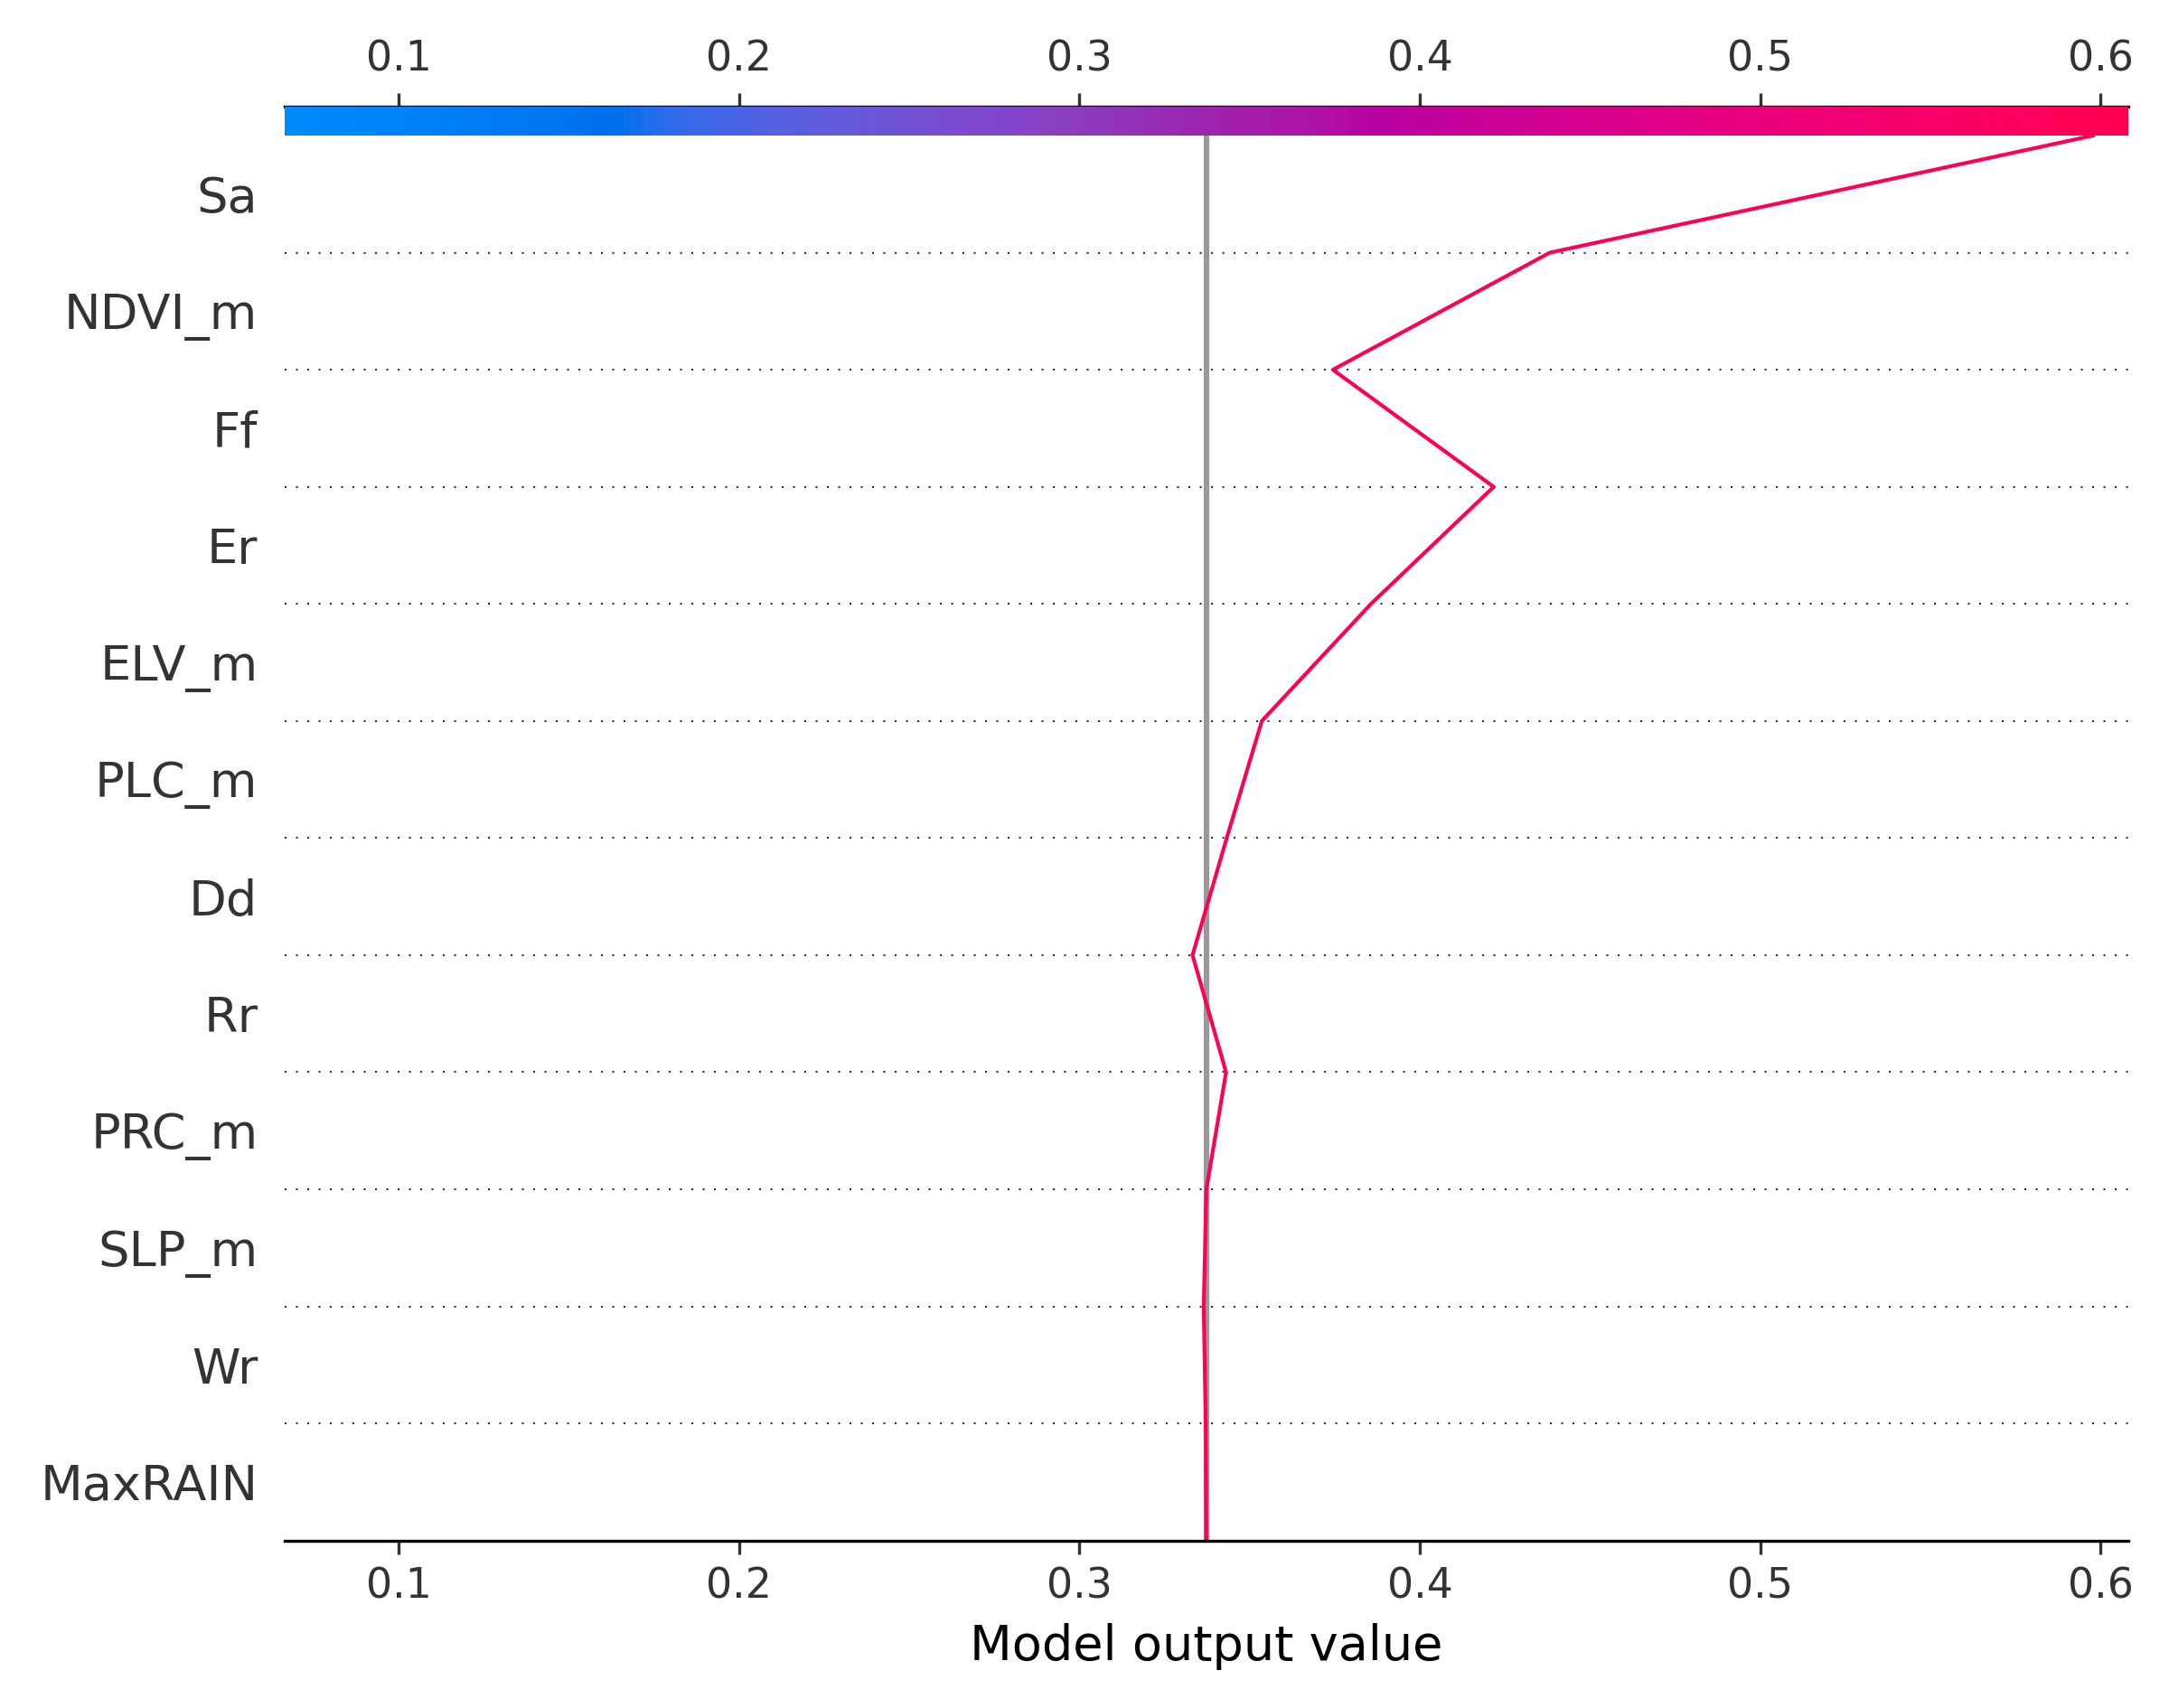 0.1 0.2 0.3 0.4 0.5 0.6
Sa
NDVI_m
Ff
Er
ELV_m
PLC_m
Dd
Rr
PRC_m
SLP_m
Wr
MaxRAIN
0.1 0.2 0.3 0.4 0.5 0.6
Model output value